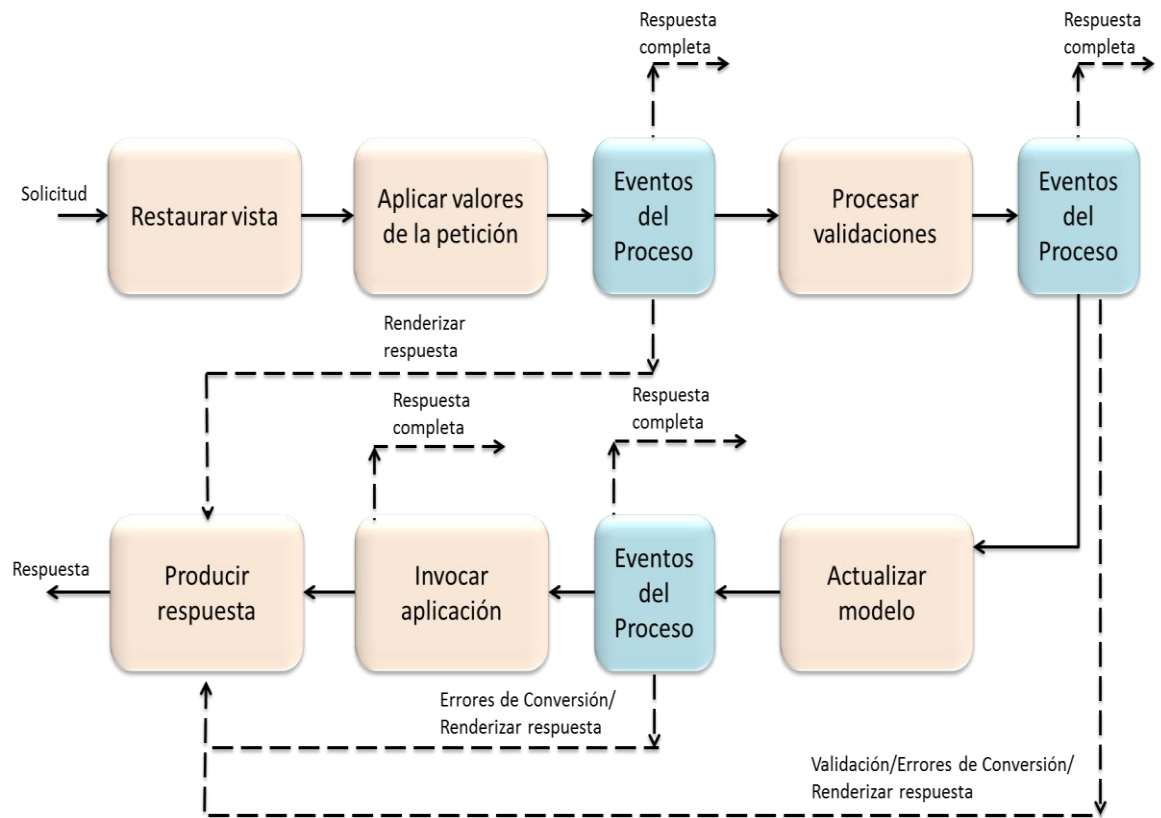 Respuesta
completa
Respuesta
completa
Solicitud
Restaurar vista
Aplicar valores
de la petición
Eventos
del
Proceso
Procesar
validaciones
Eventos
del
Proceso
Renderizar
respuesta
Respuesta
completa
Respuesta
completa
Respuesta
Producir
respuesta
Invocar
aplicación
Eventos
del
Proceso
Actualizar
modelo
Errores de Conversión/
Renderizar respuesta
Validación/Errores de Conversión/
Renderizar respuesta